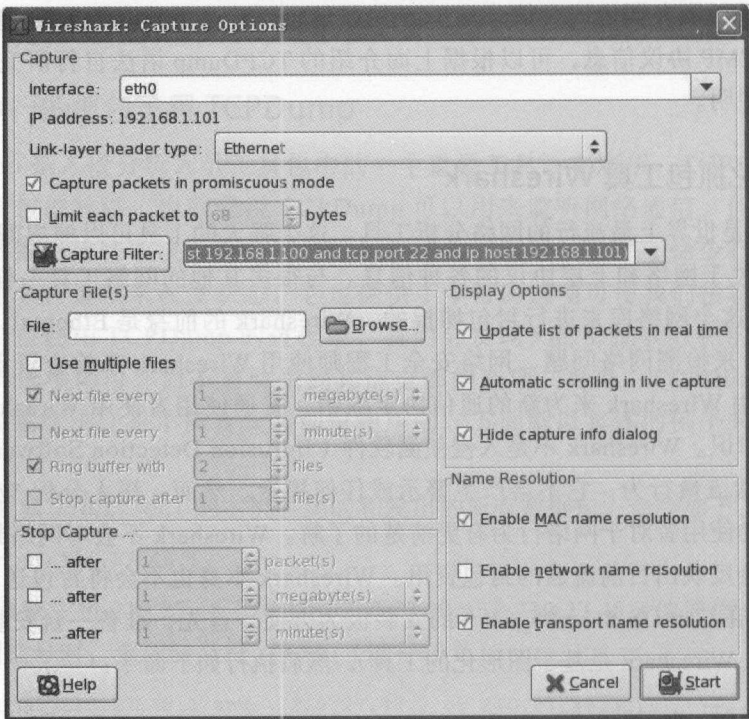 Wireshark: Capture Options
Capture
Interface: eth0
IP address: 192.168.1.101
Link-layer header type: Ethernet
Capture packets in promiscuous mode
Limit each packet to 68 bytes
Capture Filter: st 192.168.1.100 and tcp port 22 and ip host 192.168.1.101)
Capture File(s)
File: Browse...
Use multiple files
Next file every 1 megabyte(s)
Next file every 1 minute(s)
Ring buffer with 2 files
Stop capture after 1 file(s)
Stop Capture ...
... after 1 packet(s)
... after 1 megabyte(s)
... after 1 minute(s)
Display Options
Update list of packets in real time
Automatic scrolling in live capture
Hide capture info dialog
Name Resolution
Enable MAC name resolution
Enable network name resolution
Enable transport name resolution
Help
Cancel
Start